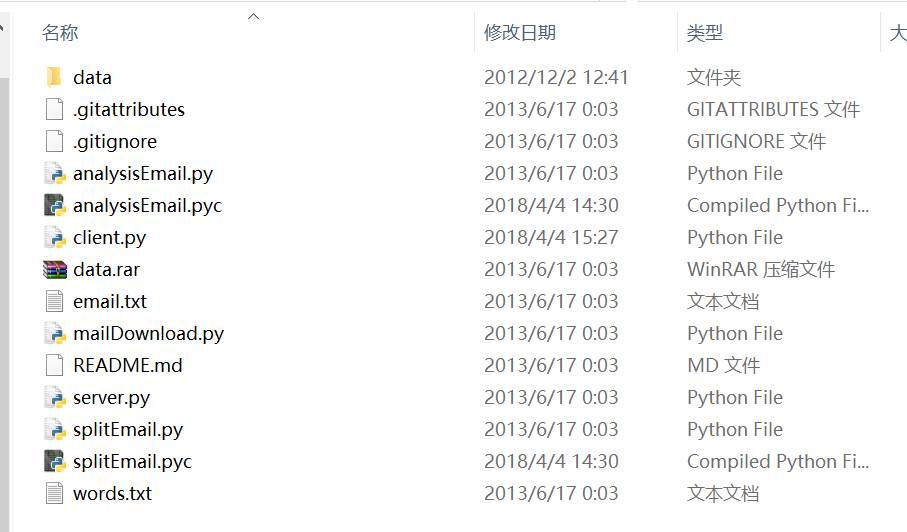 名称 修改日期 类型 大
data 2012/12/2 12:41 文件夹
.gitattributes 2013/6/17 0:03 GITATTRIBUTES 文件
.gitignore 2013/6/17 0:03 GITIGNORE 文件
analysisEmail.py 2013/6/17 0:03 Python File
analysisEmail.pyc 2018/4/4 14:30 Compiled Python Fi...
client.py 2018/4/4 15:27 Python File
data.rar 2013/6/17 0:03 WinRAR 压缩文件
email.txt 2013/6/17 0:03 文本文档
mailDownload.py 2013/6/17 0:03 Python File
README.md 2013/6/17 0:03 MD 文件
server.py 2013/6/17 0:03 Python File
splitEmail.py 2013/6/17 0:03 Python File
splitEmail.pyc 2018/4/4 14:30 Compiled Python Fi...
words.txt 2013/6/17 0:03 文本文档